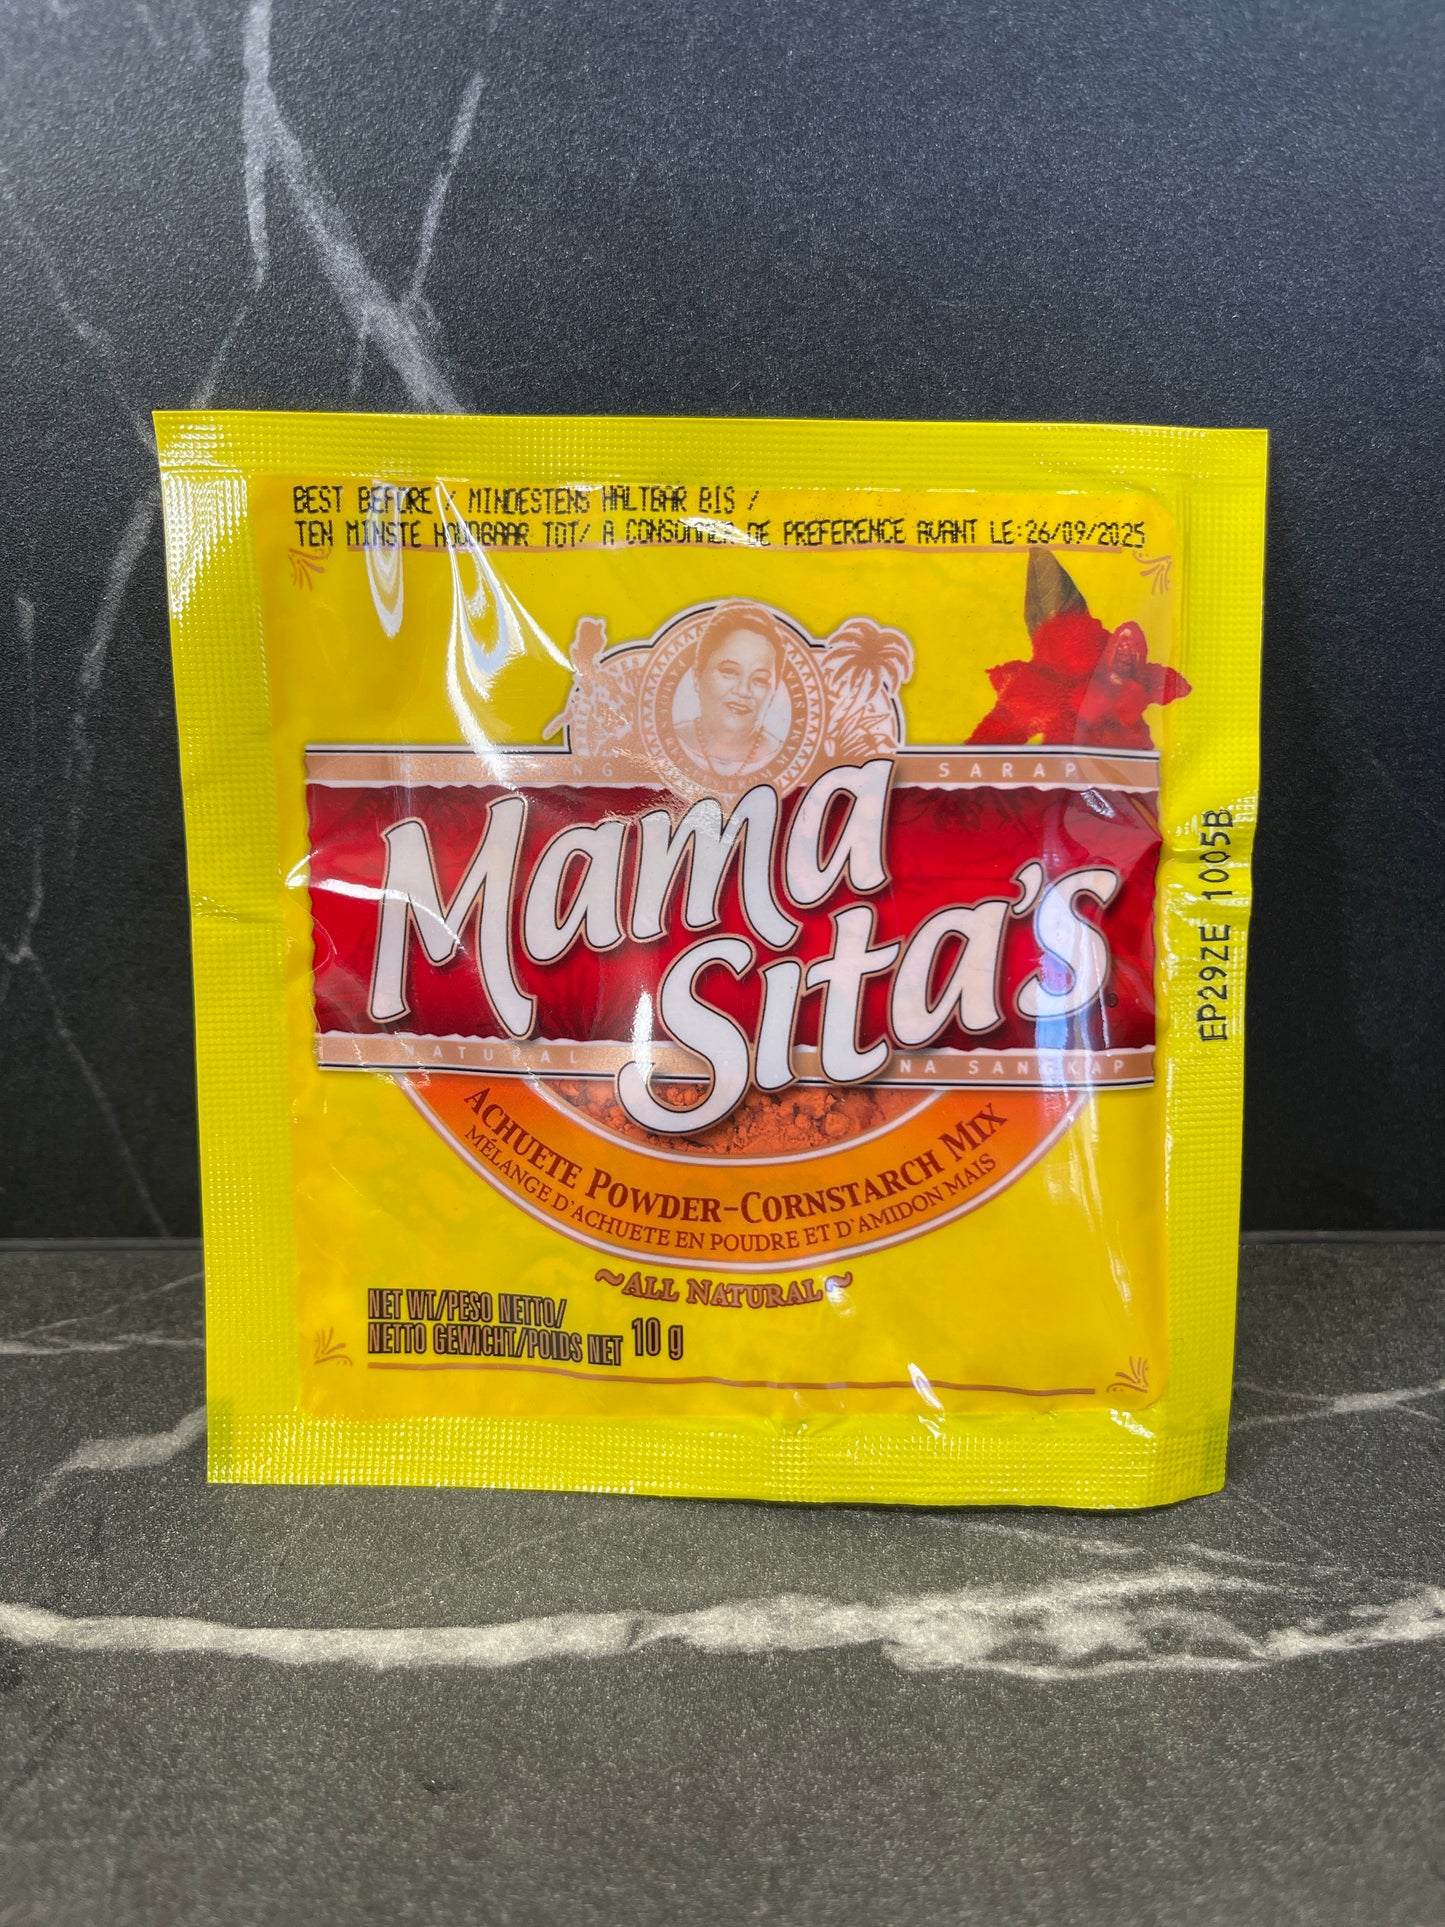 BEST BEFORE / MINDESTENS HALTBAR BIS /
TEN MINSTE HOUDBAAR TOT/ A CONSOMMER DE PREFERENCE AVANT LE:26/09/2025
SARAP
Mama
Sita's
NATURAL NA SANGKAP
ACHUETE POWDER-CORNSTARCH MIX
MÉLANGE D'ACHUETE EN POUDRE ET D'AMIDON MAIS
~ALL NATURAL~
NET WT/PESO NETTO/
NETTO GEWICHT/POIDS NET 10 g
EP29ZE 1005B